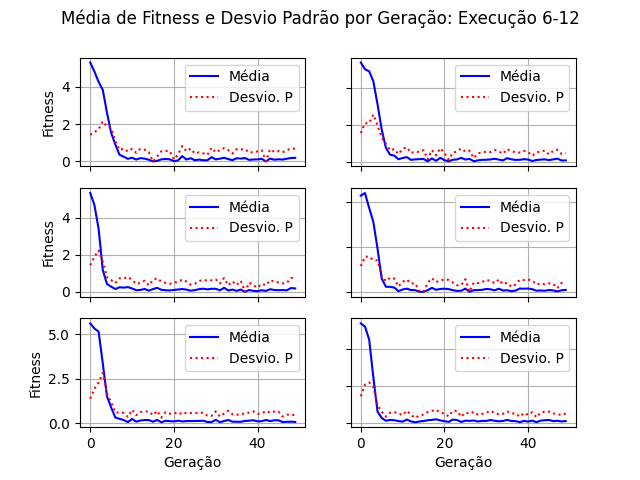 Média de Fitness e Desvio Padrão por Geração: Execução 6-12
Fitness
4
2
0
Média
Desvio. P
Média
Desvio. P
Fitness
4
2
0
Média
Desvio. P
Média
Desvio. P
Fitness
5.0
2.5
0.0
Média
Desvio. P
Média
Desvio. P
0 20 40
0 20 40
Geração
Geração